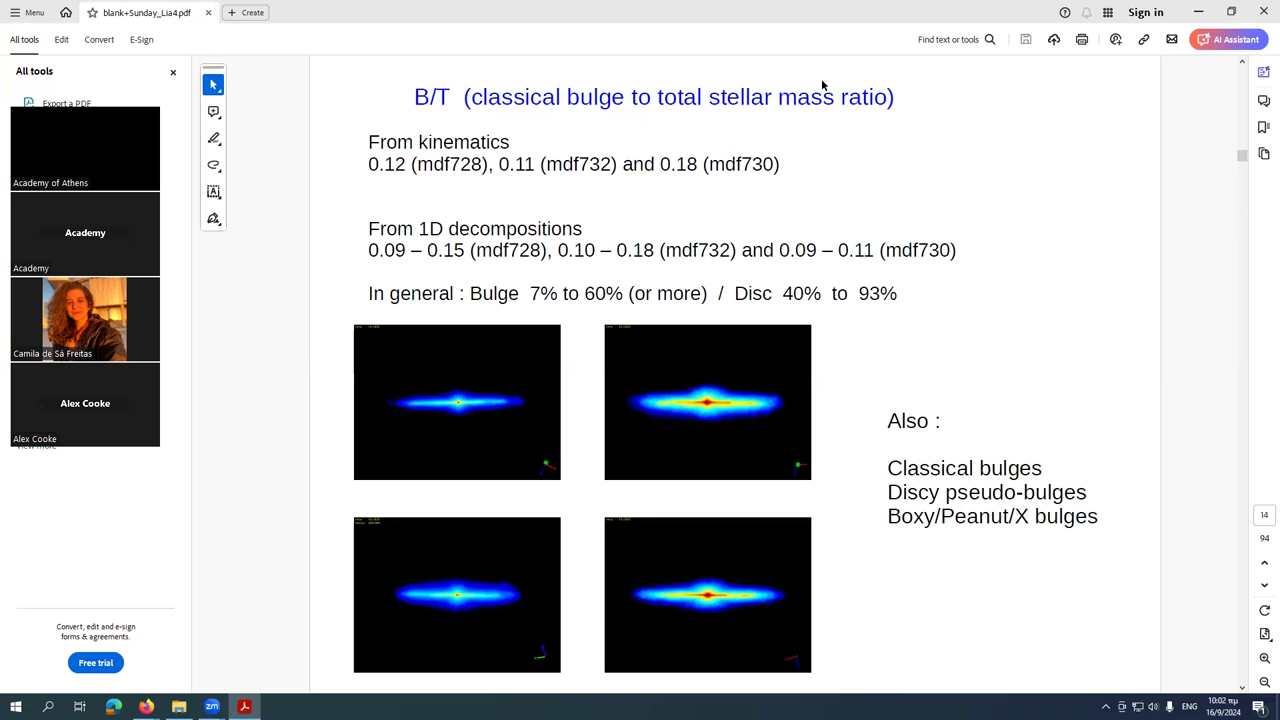 Menu
blank+Sunday_Lia4.pdf
Create
Sign in
All tools
Edit
Convert
E-Sign
Find text or tools
AI Assistant
All tools
Export a PDF
Academy of Athens
Academy
Academy
Camila de Sá Freitas
Alex Cooke
Alex Cooke
View more
Convert, edit and e-sign
forms & agreements.
Free trial
B/T (classical bulge to total stellar mass ratio)
From kinematics
0.12 (mdf728), 0.11 (mdf732) and 0.18 (mdf730)
From 1D decompositions
0.09 – 0.15 (mdf728), 0.10 – 0.18 (mdf732) and 0.09 – 0.11 (mdf730)
In general : Bulge 7% to 60% (or more) / Disc 40% to 93%
Also :
Classical bulges
Discy pseudo-bulges
Boxy/Peanut/X bulges
14
94
zm
ENG
10:02 πμ
16/9/2024
1